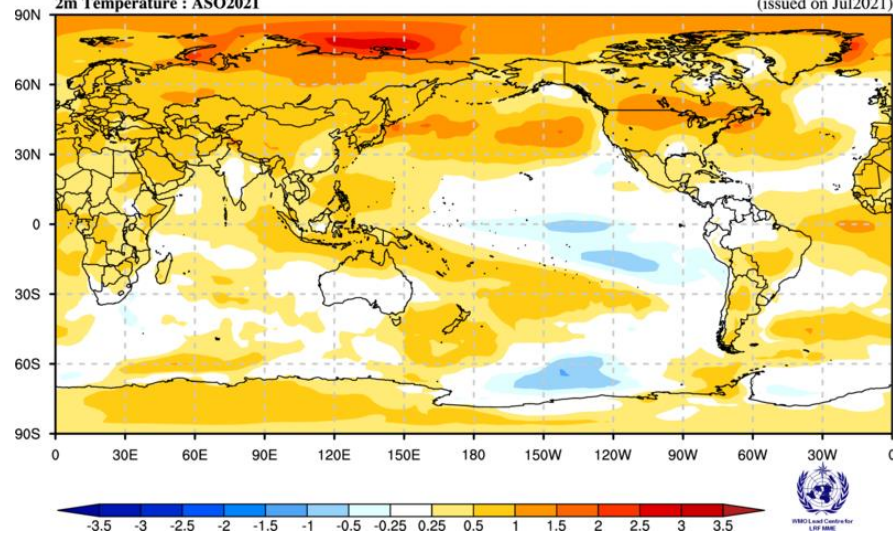 2m Temperature : ASO2021 (issued on Jul2021)
90N
60N
30N
0
30S
60S
90S
0 30E 60E 90E 120E 150E 180 150W 120W 90W 60W 30W 0
-3.5 -3 -2.5 -2 -1.5 -1 -0.5 -0.25 0.25 0.5 1 1.5 2 2.5 3 3.5
WMO Lead Centre for
LRF MME